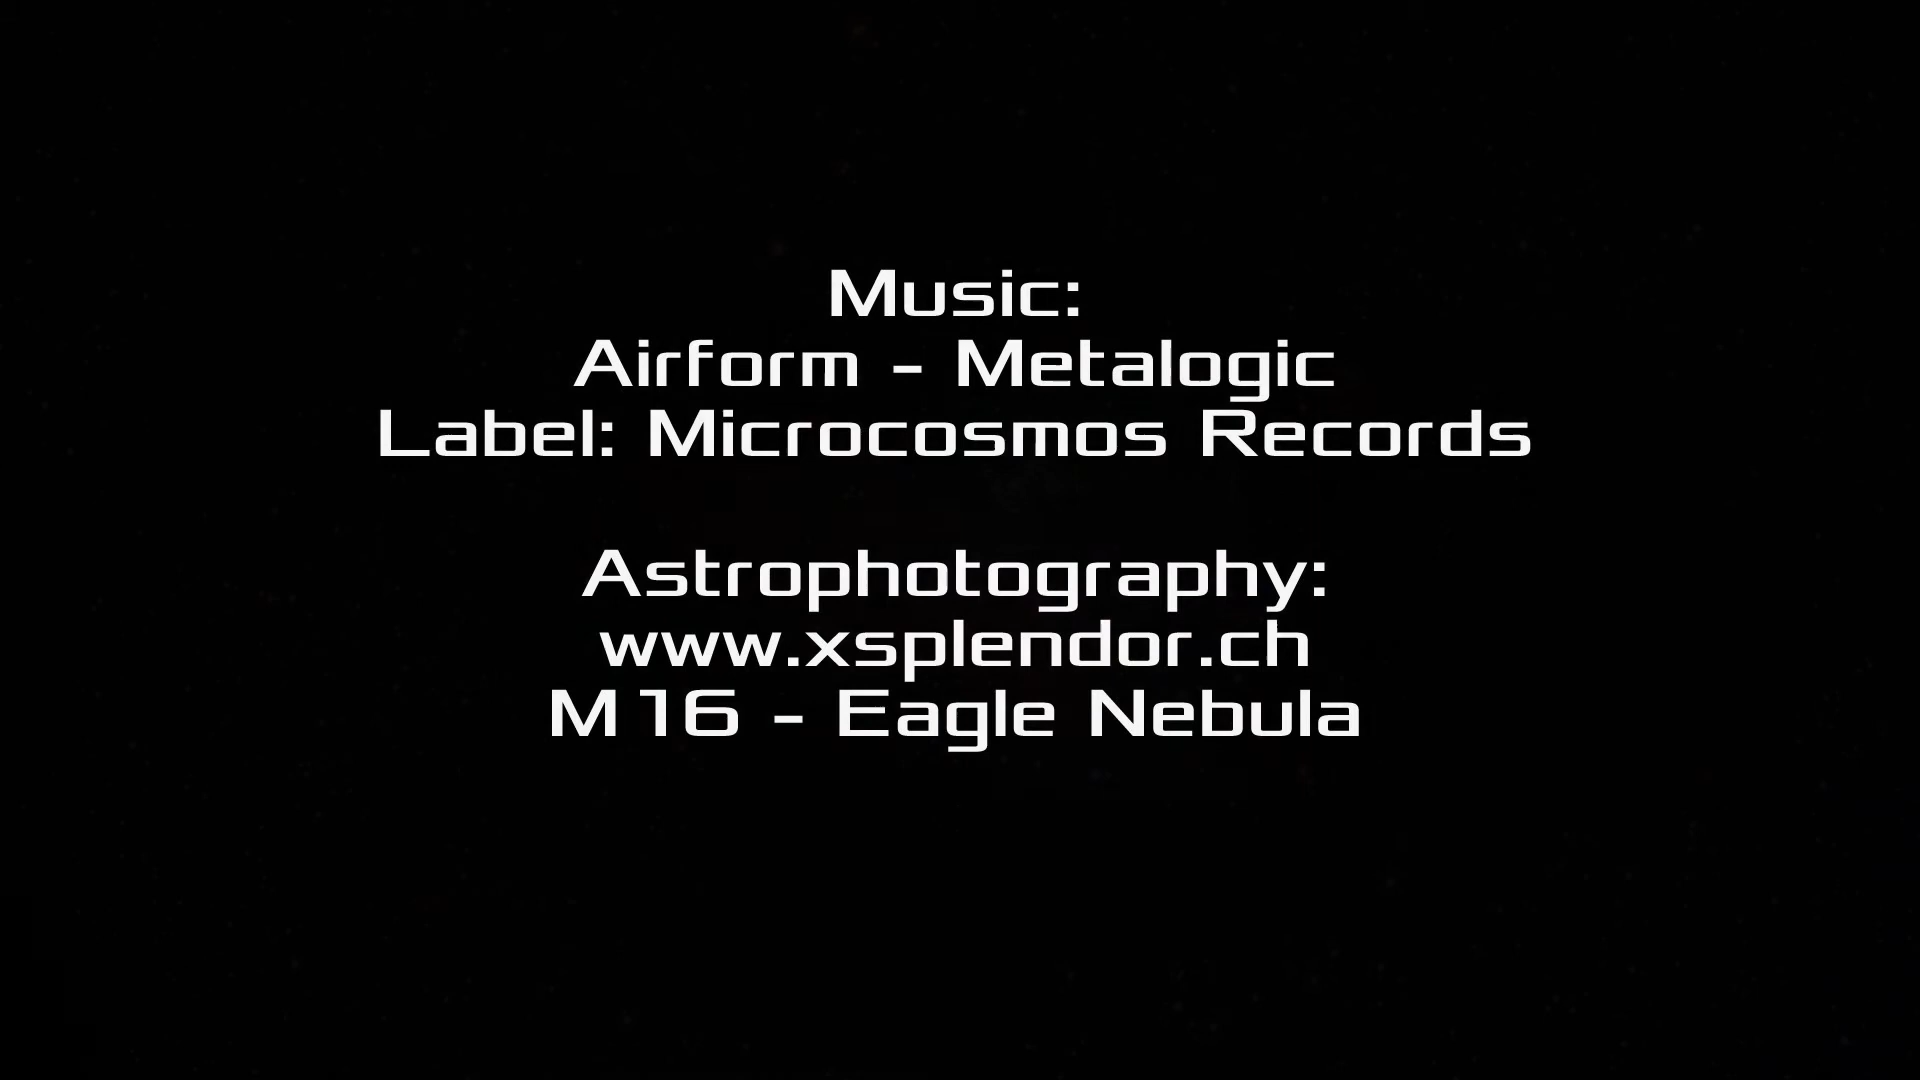 Music:
Airform - Metalogic
Label: Microcosmos Records
Astrophotography:
www.xsplendor.ch
M16 - Eagle Nebula